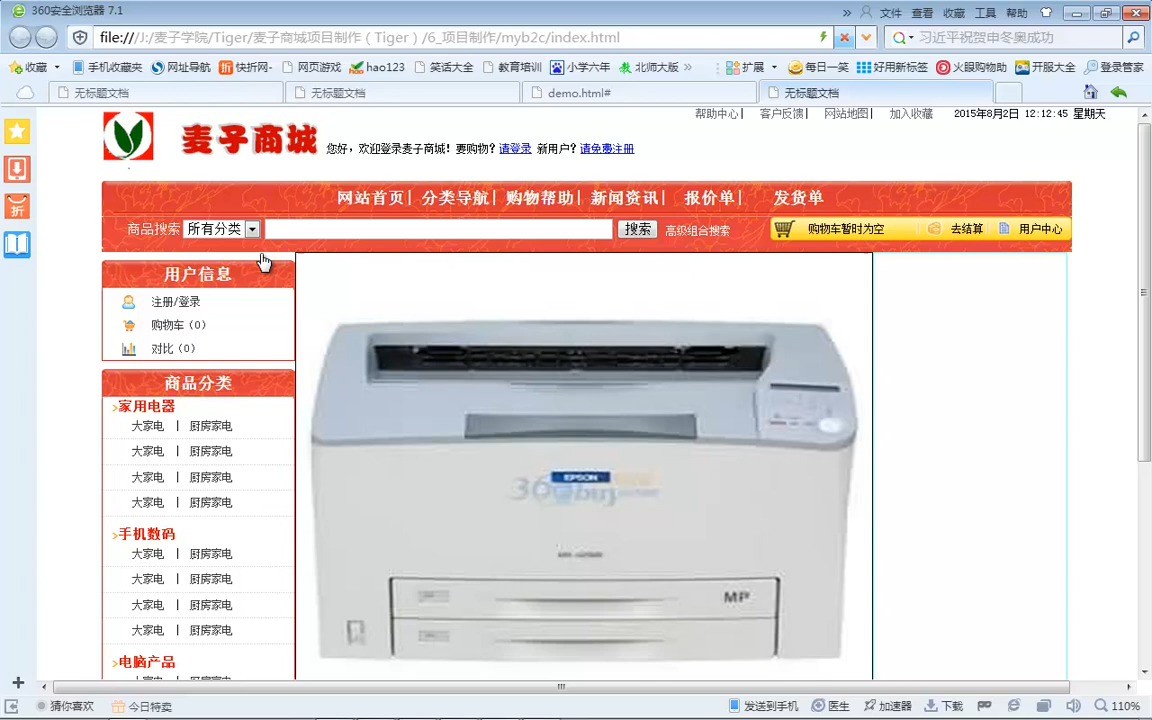 360安全浏览器 7.1
» 文件 查看 收藏 工具 帮助
file:///J:/麦子学院/Tiger/麦子商城项目制作（Tiger）/6_项目制作/myb2c/index.html
习近平祝贺申冬奥成功
收藏 手机收藏夹 网址导航 快折网- 网页游戏 hao123 笑话大全 教育培训 小学六年 北师大版 » 扩展 每日一笑 好用新标签 火眼购物助 开服大全 登录管家
无标题文档 无标题文档 demo.html# 无标题文档
帮助中心| 客户反馈| 网站地图| 加入收藏 2015年8月2日 12:12:45 星期天
麦子商城 您好，欢迎登录麦子商城！要购物？请登录 新用户？请免费注册
折
网站首页| 分类导航| 购物帮助| 新闻资讯| 报价单| 发货单
商品搜索 所有分类 搜索 高级组合搜索 购物车暂时为空 去结算 用户中心
用户信息
注册/登录
购物车（0）
对比（0）
商品分类
>家用电器
大家电 | 厨房家电
大家电 | 厨房家电
大家电 | 厨房家电
大家电 | 厨房家电
>手机数码
大家电 | 厨房家电
大家电 | 厨房家电
大家电 | 厨房家电
大家电 | 厨房家电
>电脑产品
EPSON
360buy
MP
猜你喜欢 今日特卖 发送到手机 医生 加速器 下载 110%